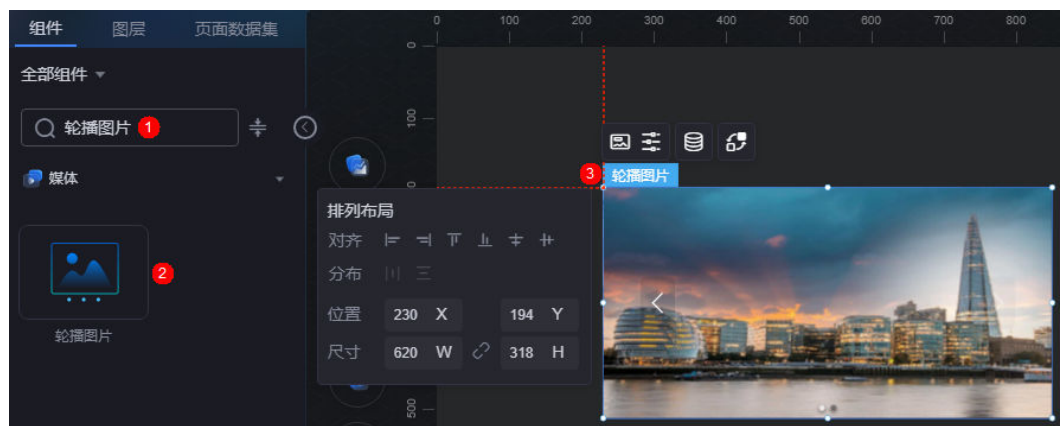 组件 图层 页面数据集
全部组件
轮播图片 1
媒体
2
轮播图片
0 100 200 300 400 500 600 700 800
0
100
0
500
3 轮播图片
排列布局
对齐
分布
位置 230 X 194 Y
尺寸 620 W 318 H